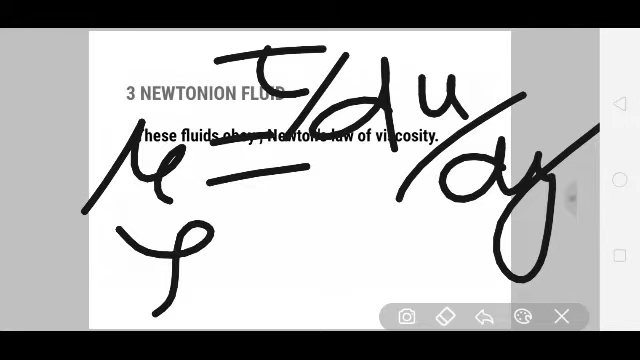 3 NEWTONION FLUID
These fluids obey , Newton's law of viscosity.
μ = τ/du/dy